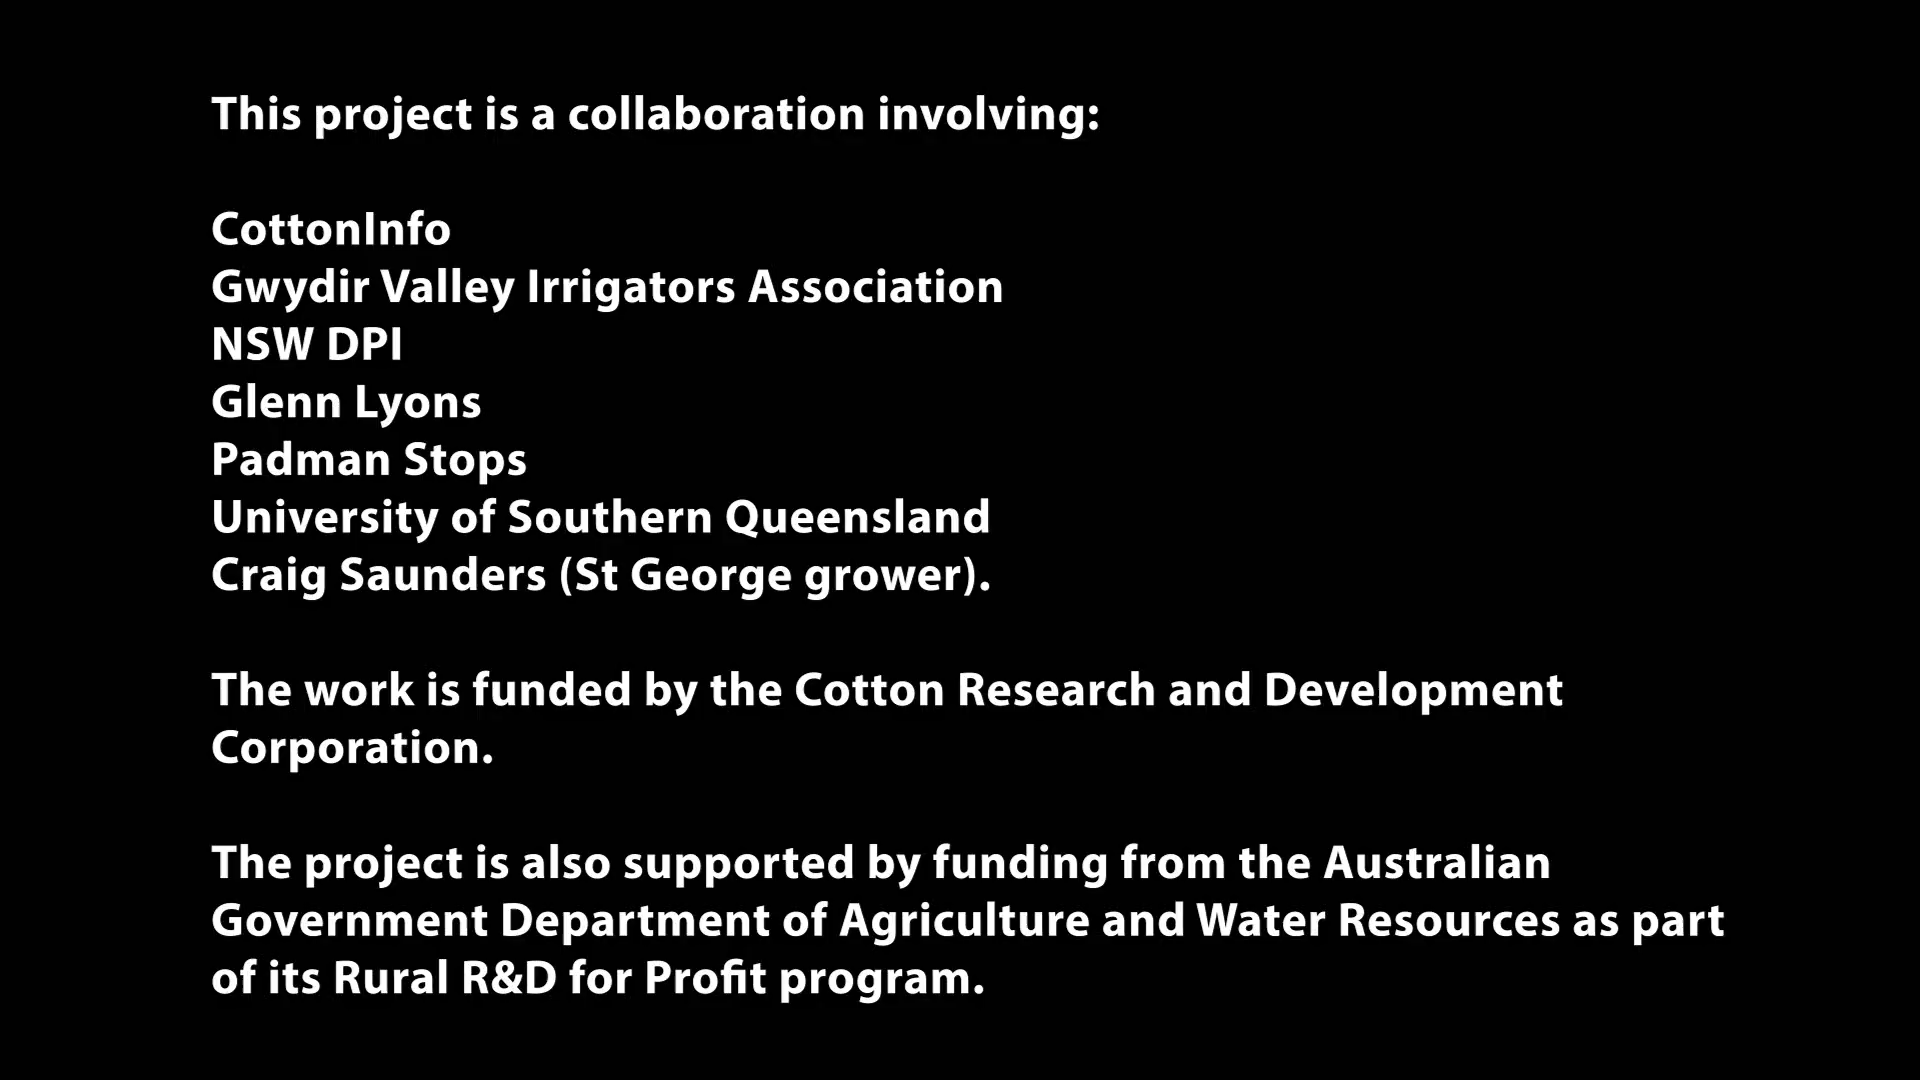 This project is a collaboration involving:
CottonInfo
Gwydir Valley Irrigators Association
NSW DPI
Glenn Lyons
Padman Stops
University of Southern Queensland
Craig Saunders (St George grower).
The work is funded by the Cotton Research and Development
Corporation.
The project is also supported by funding from the Australian
Government Department of Agriculture and Water Resources as part
of its Rural R&D for Profit program.